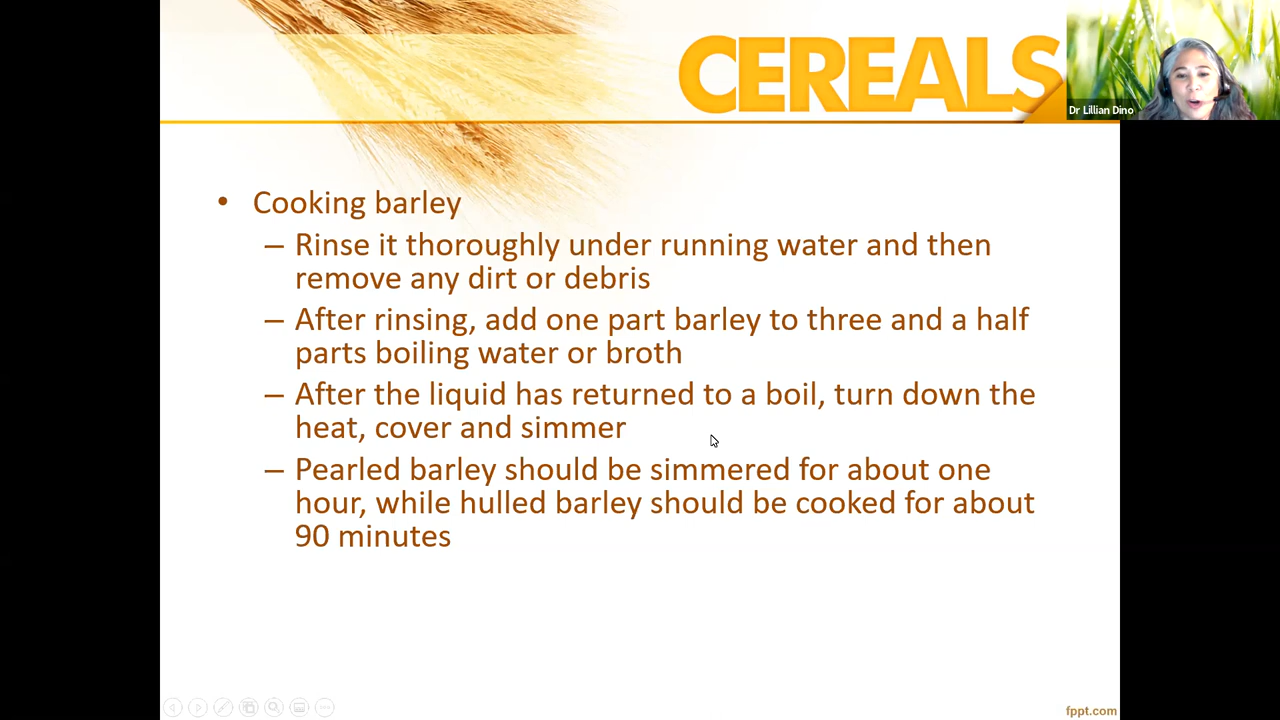 CEREALS
Dr Lillian Dino
• Cooking barley
– Rinse it thoroughly under running water and then
remove any dirt or debris
– After rinsing, add one part barley to three and a half
parts boiling water or broth
– After the liquid has returned to a boil, turn down the
heat, cover and simmer
– Pearled barley should be simmered for about one
hour, while hulled barley should be cooked for about
90 minutes
fppt.com